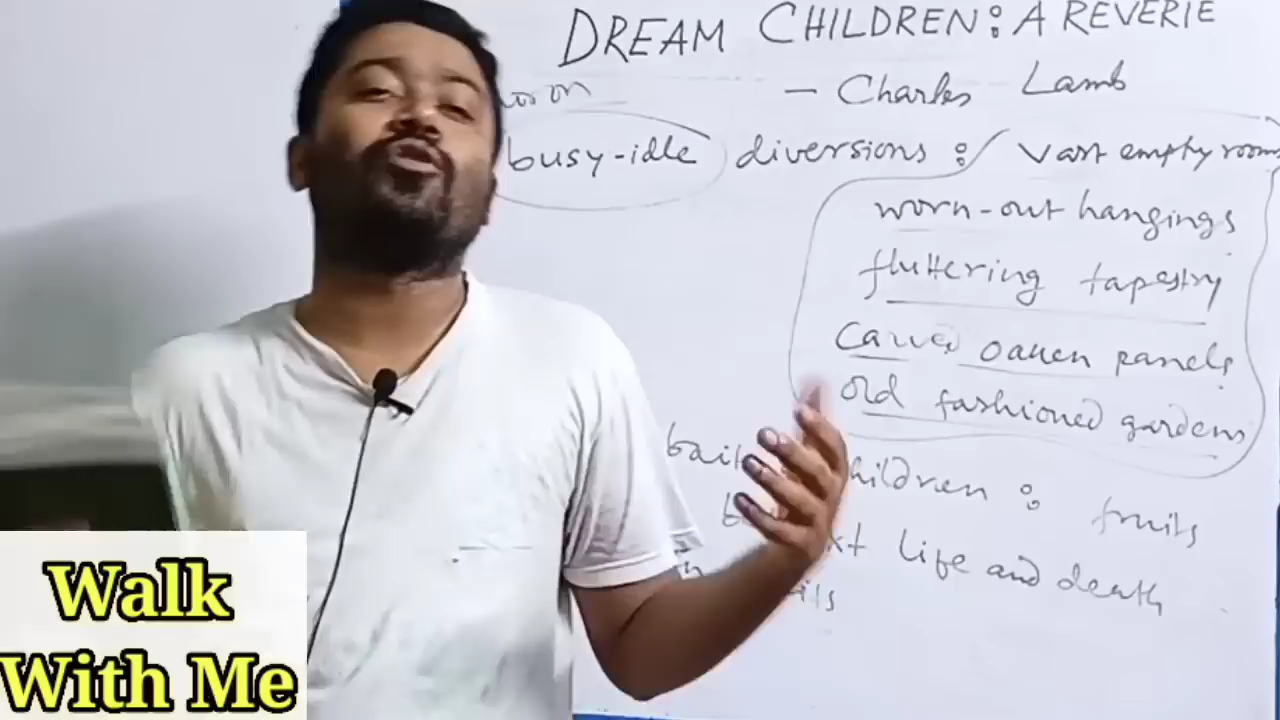 DREAM CHILDREN: A REVERIE
- Charles Lamb
busy-idle diversions : Vast empty rooms
worn-out hangings
fluttering tapestry
Carved oaken panels
old fashioned gardens
children : fruits
life and death
Walk
With Me